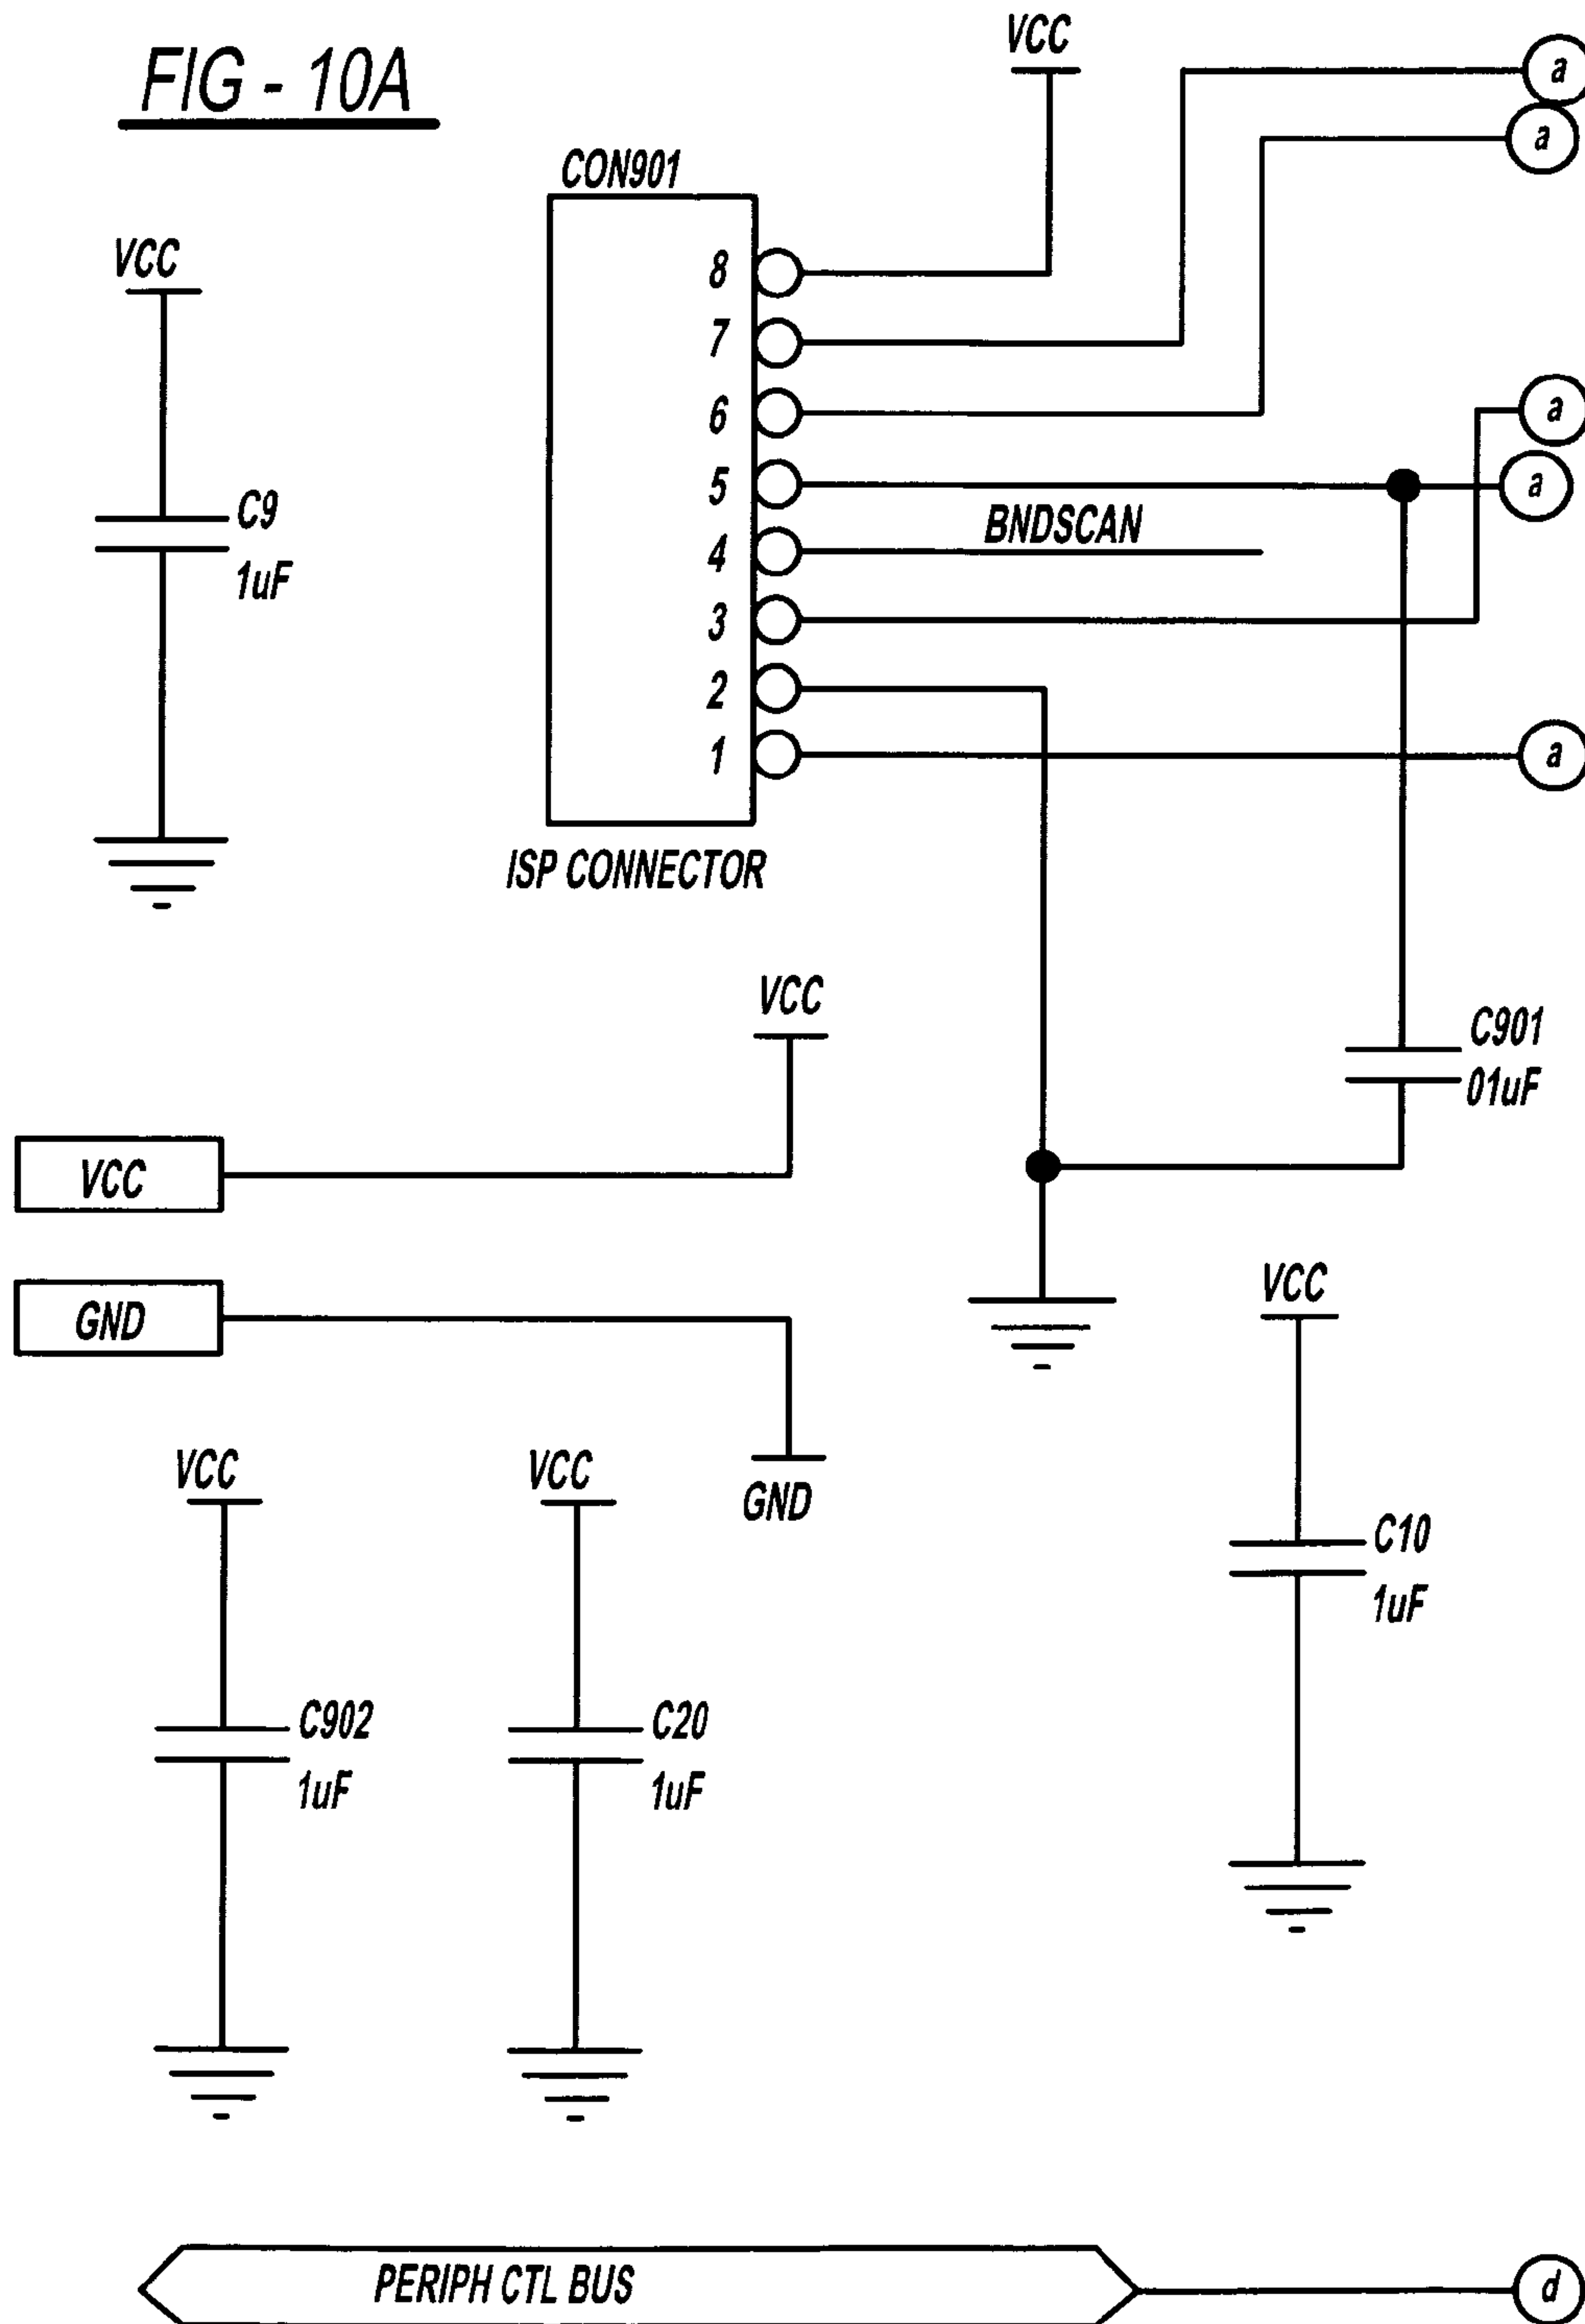 FIG - 10A
VCC
a
a
CON901
VCC
8
7
6
a
5
a
BNDSCAN
4
C9
1uF
3
2
1
a
ISP CONNECTOR
VCC
C901
01uF
VCC
GND
VCC
VCC
VCC
GND
C10
1uF
C902
1uF
C20
1uF
PERIPH CTL BUS
d